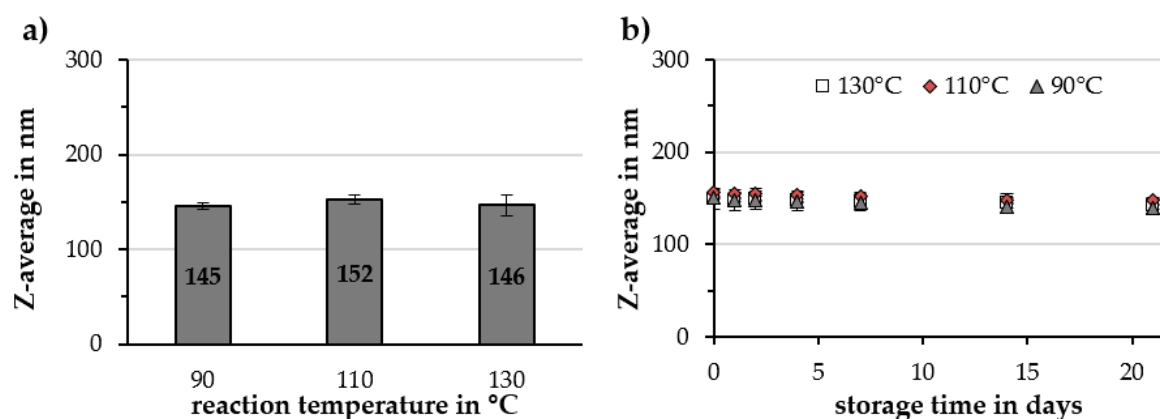 a)
300
200
100
0
Z-average in nm
145
152
146
90
110
130
reaction temperature in °C
b)
300
200
100
0
Z-average in nm
130°C
110°C
90°C
0
5
10
15
20
storage time in days